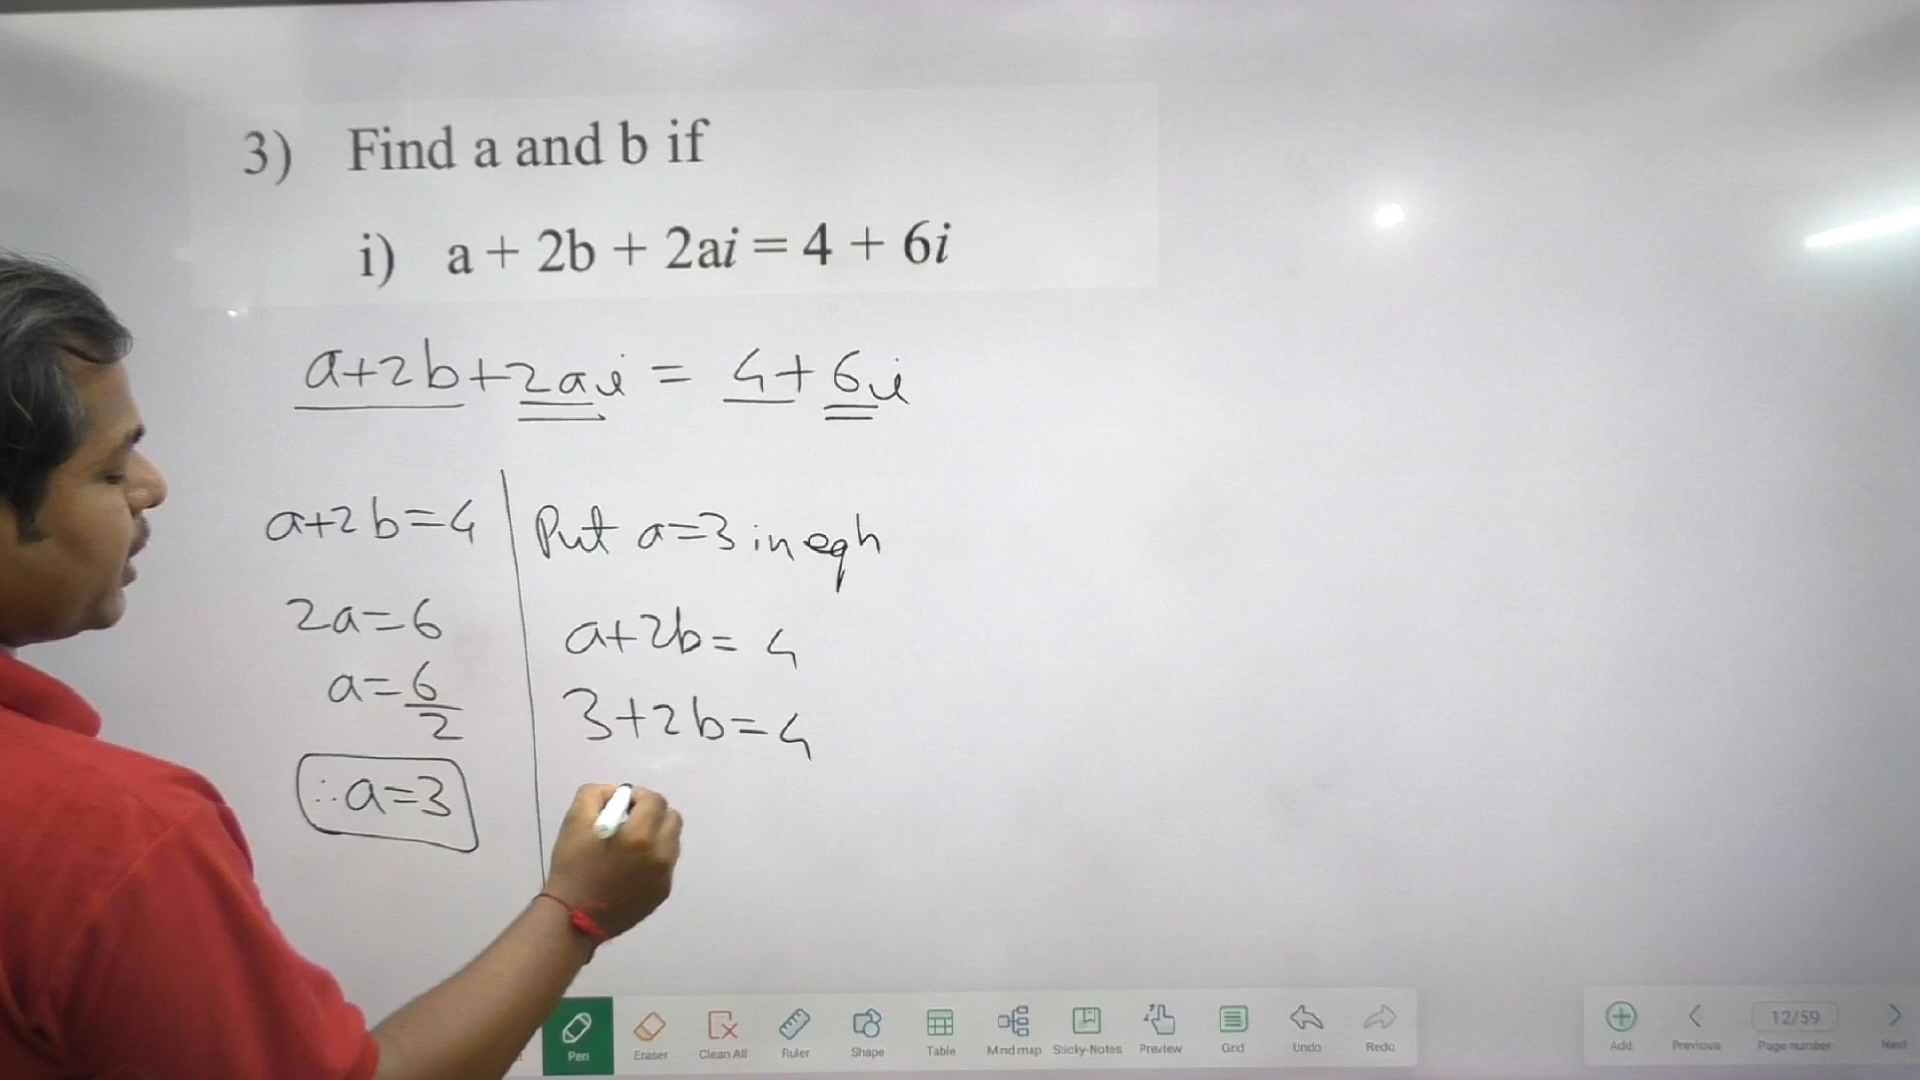 3) Find a and b if
i) a + 2b + 2ai = 4 + 6i
a+2b+2ai = 4+6i
a+2b=4
2a=6
a=6/2
∴a=3
Put a=3 in eqn
a+2b= 4
3+2b=4
Pen Eraser Clean All Ruler Shape Table Mindmap Sticky-Notes Preview Grid Undo Redo
12/59
Add Previous Page number Next